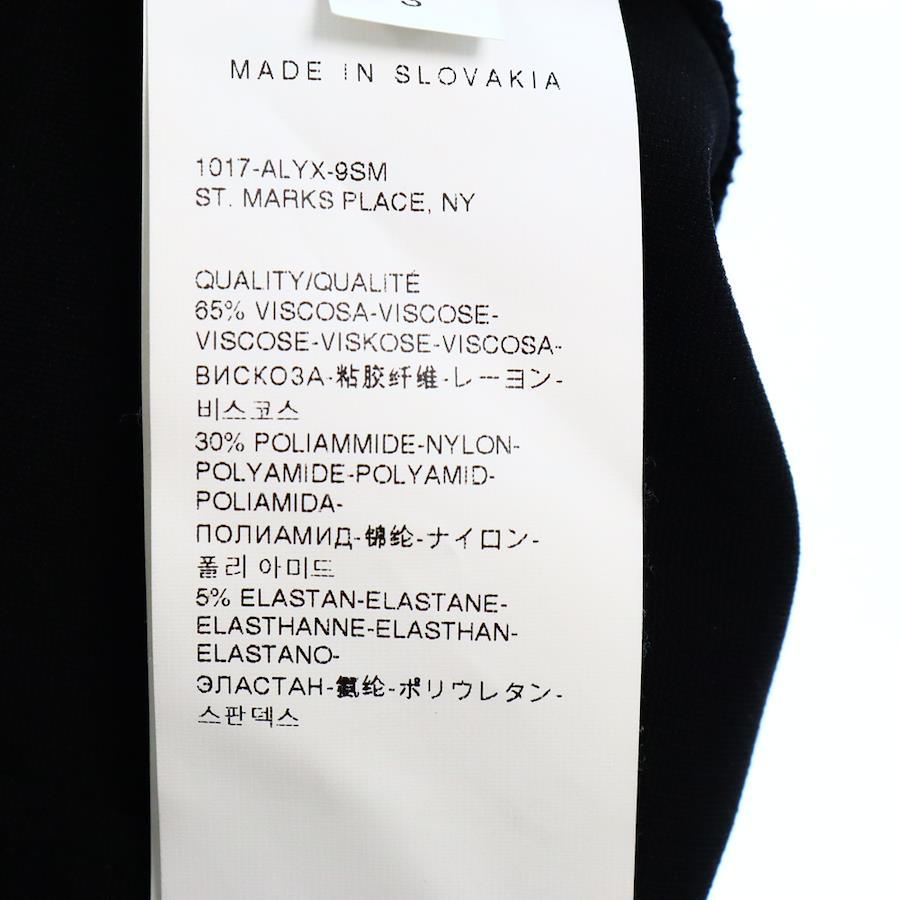 S
MADE IN SLOVAKIA
1017-ALYX-9SM
ST. MARKS PLACE, NY
QUALITY/QUALITÉ
65% VISCOSA-VISCOSE-
VISCOSE-VISKOSE-VISCOSA-
ВИСКОЗА-粘胶纤维-レーヨン-
비스코스
30% POLIAMMIDE-NYLON-
POLYAMIDE-POLYAMID-
POLIAMIDA-
ПОЛИАМИД-锦纶-ナイロン-
폴리 아미드
5% ELASTAN-ELASTANE-
ELASTHANNE-ELASTHAN-
ELASTANO-
ЭЛАСТАН-氨纶-ポリウレタン-
스판덱스